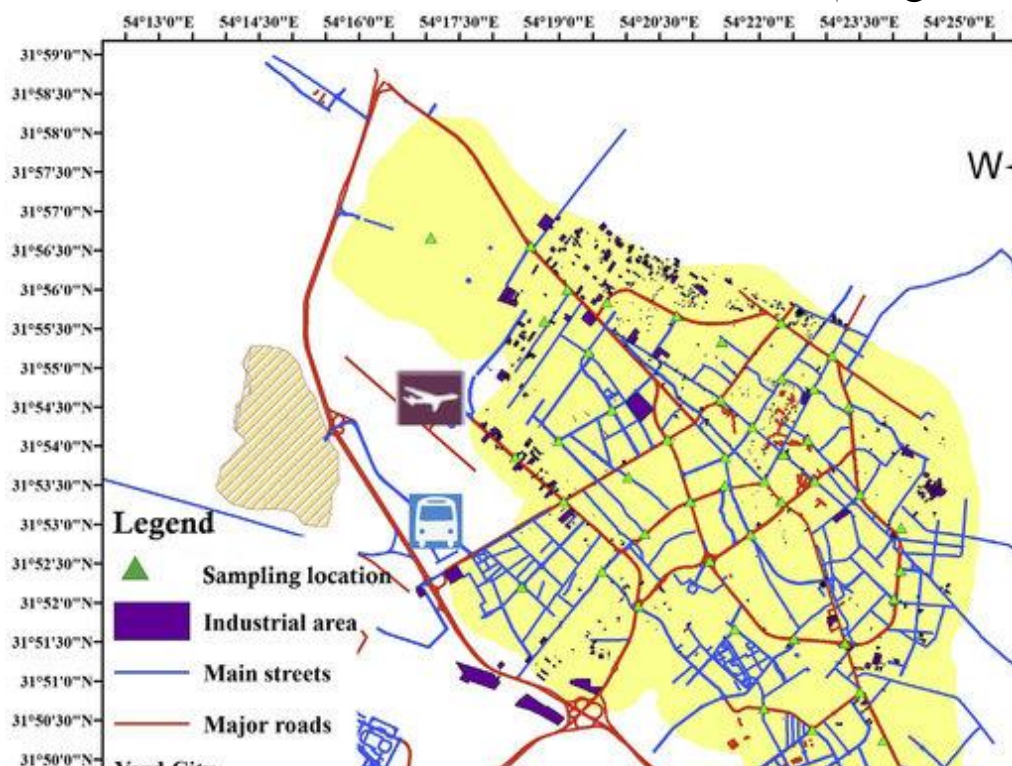 54°13'0"E 54°14'30"E 54°16'0"E 54°17'30"E 54°19'0"E 54°20'30"E 54°22'0"E 54°23'30"E 54°25'0"E
31°59'0"N
31°58'30"N
31°58'0"N
31°57'30"N
W
31°57'0"N
31°56'30"N
31°56'0"N
31°55'30"N
31°55'0"N
31°54'30"N
31°54'0"N
31°53'30"N
31°53'0"N
31°52'30"N
31°52'0"N
31°51'30"N
31°51'0"N
31°50'30"N
31°50'0"N
Legend
Sampling location
Industrial area
Main streets
Major roads